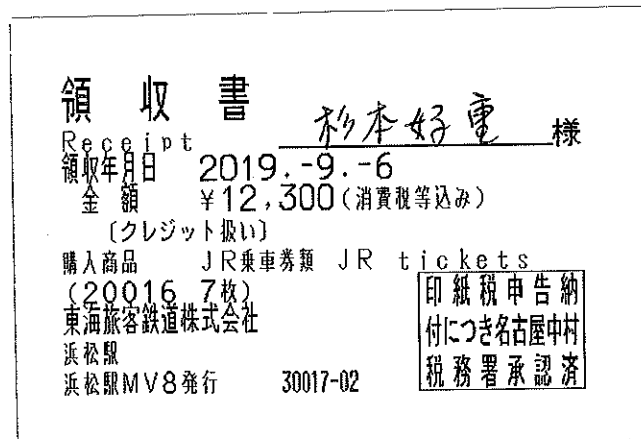 領収書
杉本好重 様
Receipt
領収年月日 2019.-9.-6
金額 ¥12,300(消費税等込み)
〔クレジット扱い〕
購入商品 JR乗車券類 JR tickets
(20016 7枚)
東海旅客鉄道株式会社
浜松駅
浜松駅MV8発行 30017-02
印紙税申告納
付につき名古屋中村
税務署承認済